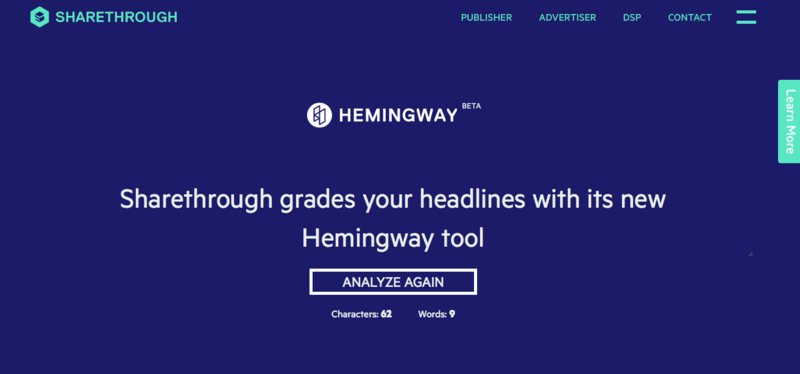 SHARETHROUGH
PUBLISHER
ADVERTISER
DSP
CONTACT
Learn More
HEMINGWAY BETA
Sharethrough grades your headlines with its new
Hemingway tool
ANALYZE AGAIN
Characters: 62 Words: 9